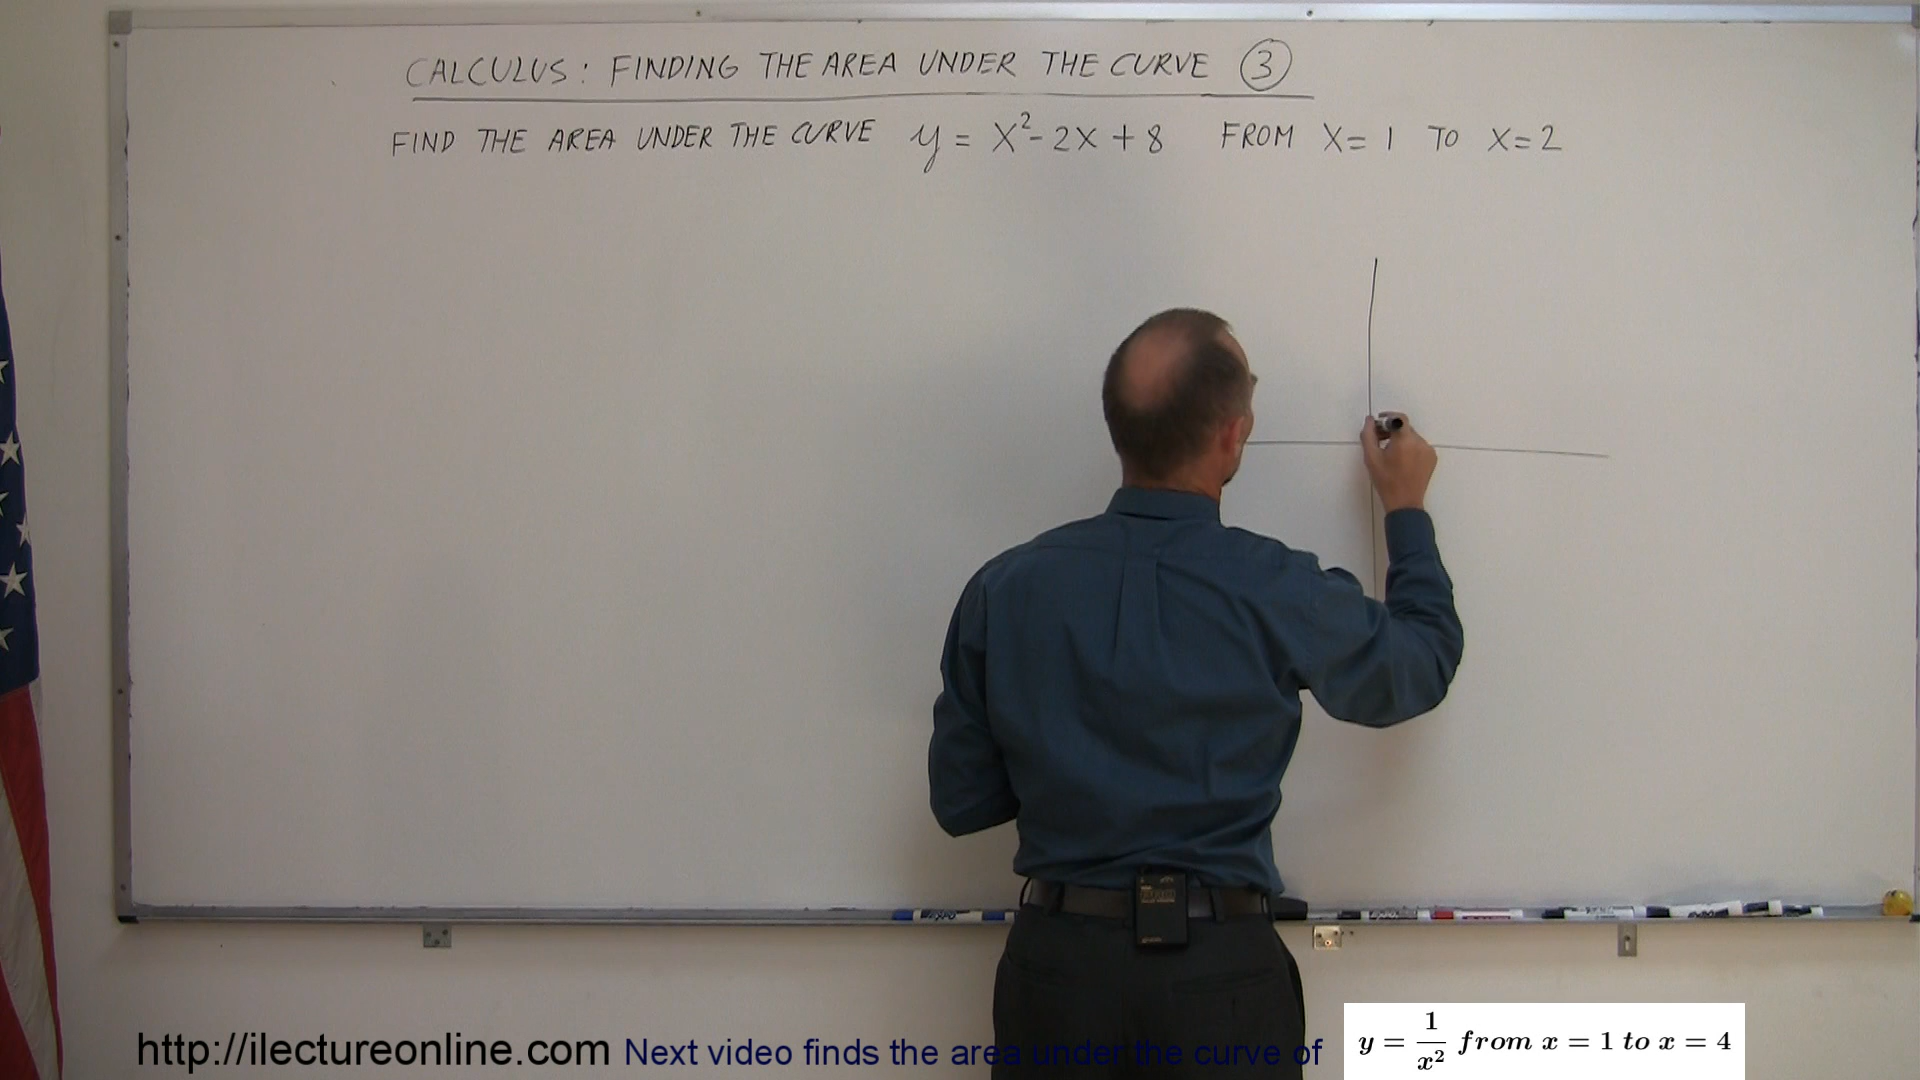 CALCULUS: FINDING THE AREA UNDER THE CURVE ③
FIND THE AREA UNDER THE CURVE y = x² - 2x + 8 FROM X = 1 TO X = 2
EXPO
http://ilectureonline.com Next video finds the area under the curve of y = 1/x² from x = 1 to x = 4